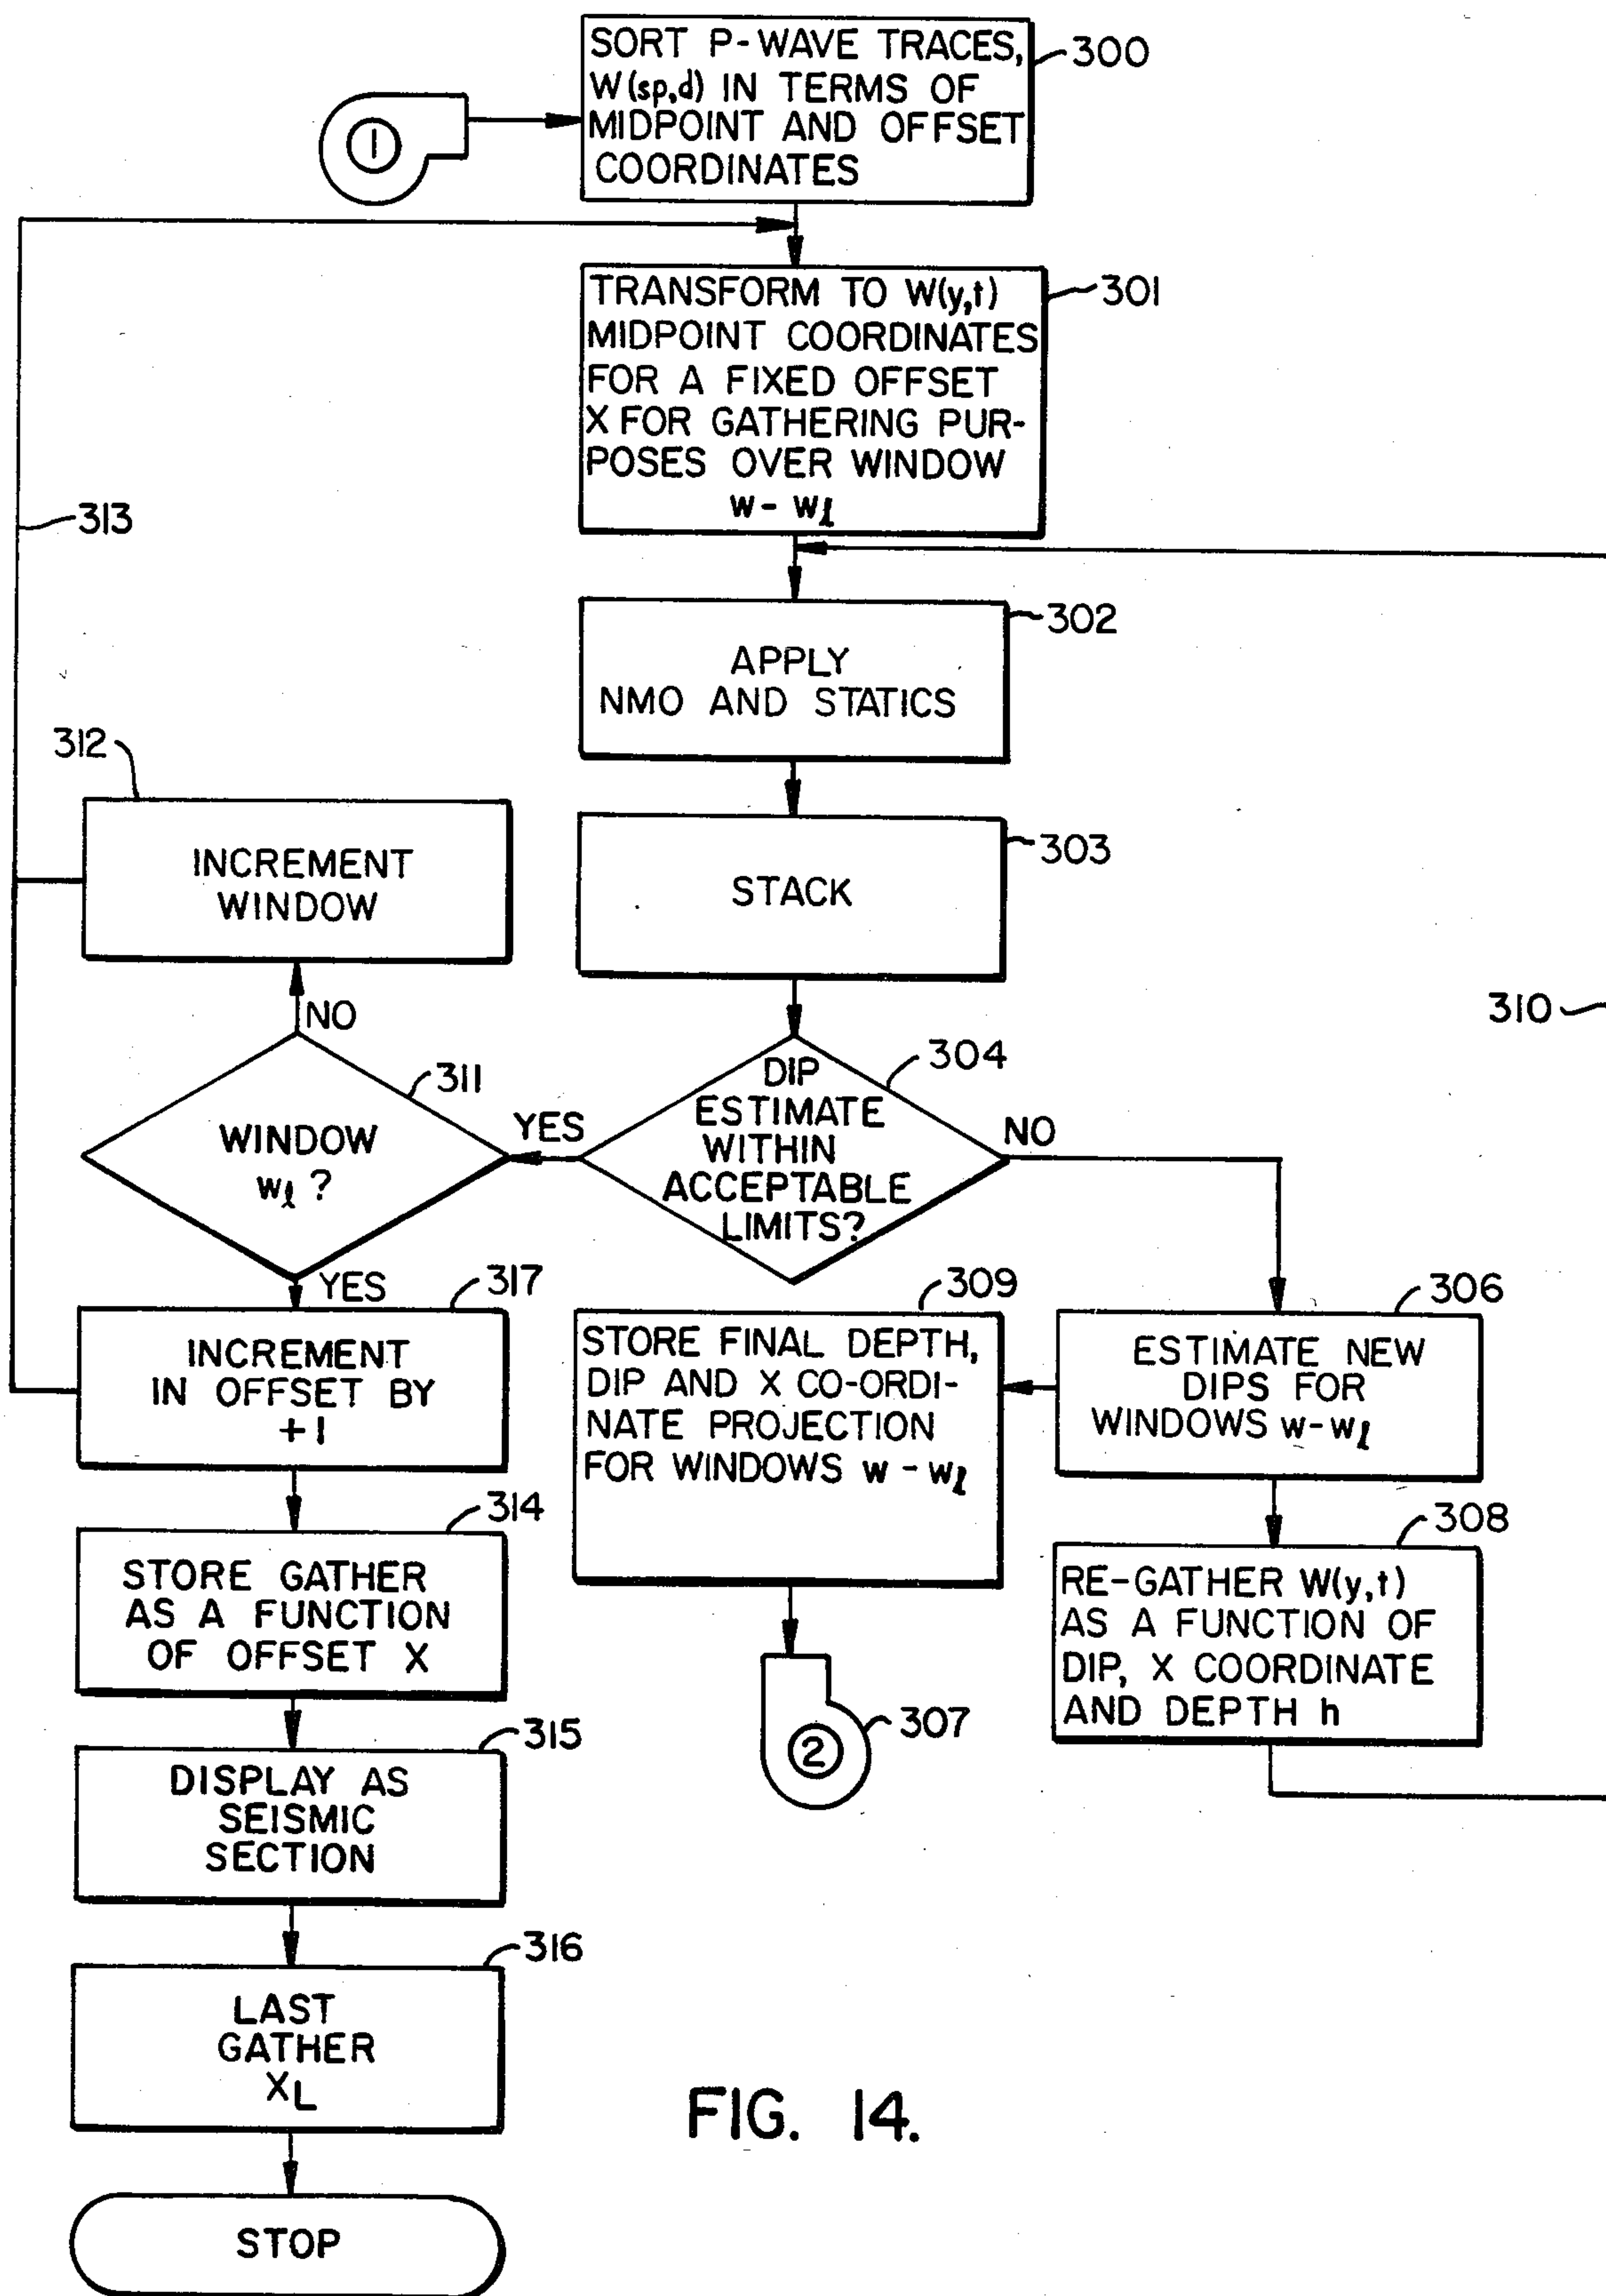 SORT P-WAVE TRACES,
W(sp,d) IN TERMS OF
MIDPOINT AND OFFSET
COORDINATES
300
1
TRANSFORM TO W(y,t)
MIDPOINT COORDINATES
FOR A FIXED OFFSET
X FOR GATHERING PUR-
POSES OVER WINDOW
w - wl
301
313
APPLY
NMO AND STATICS
302
312
INCREMENT
WINDOW
STACK
303
310
NO
311
WINDOW
wl ?
YES
304
DIP
ESTIMATE
WITHIN
ACCEPTABLE
LIMITS?
NO
YES
317
INCREMENT
IN OFFSET BY
+1
309
STORE FINAL DEPTH,
DIP AND X CO-ORDI-
NATE PROJECTION
FOR WINDOWS w - wl
306
ESTIMATE NEW
DIPS FOR
WINDOWS w-wl
314
STORE GATHER
AS A FUNCTION
OF OFFSET X
308
RE-GATHER W(y,t)
AS A FUNCTION OF
DIP, X COORDINATE
AND DEPTH h
307
2
315
DISPLAY AS
SEISMIC
SECTION
316
LAST
GATHER
XL
FIG. 14.
STOP